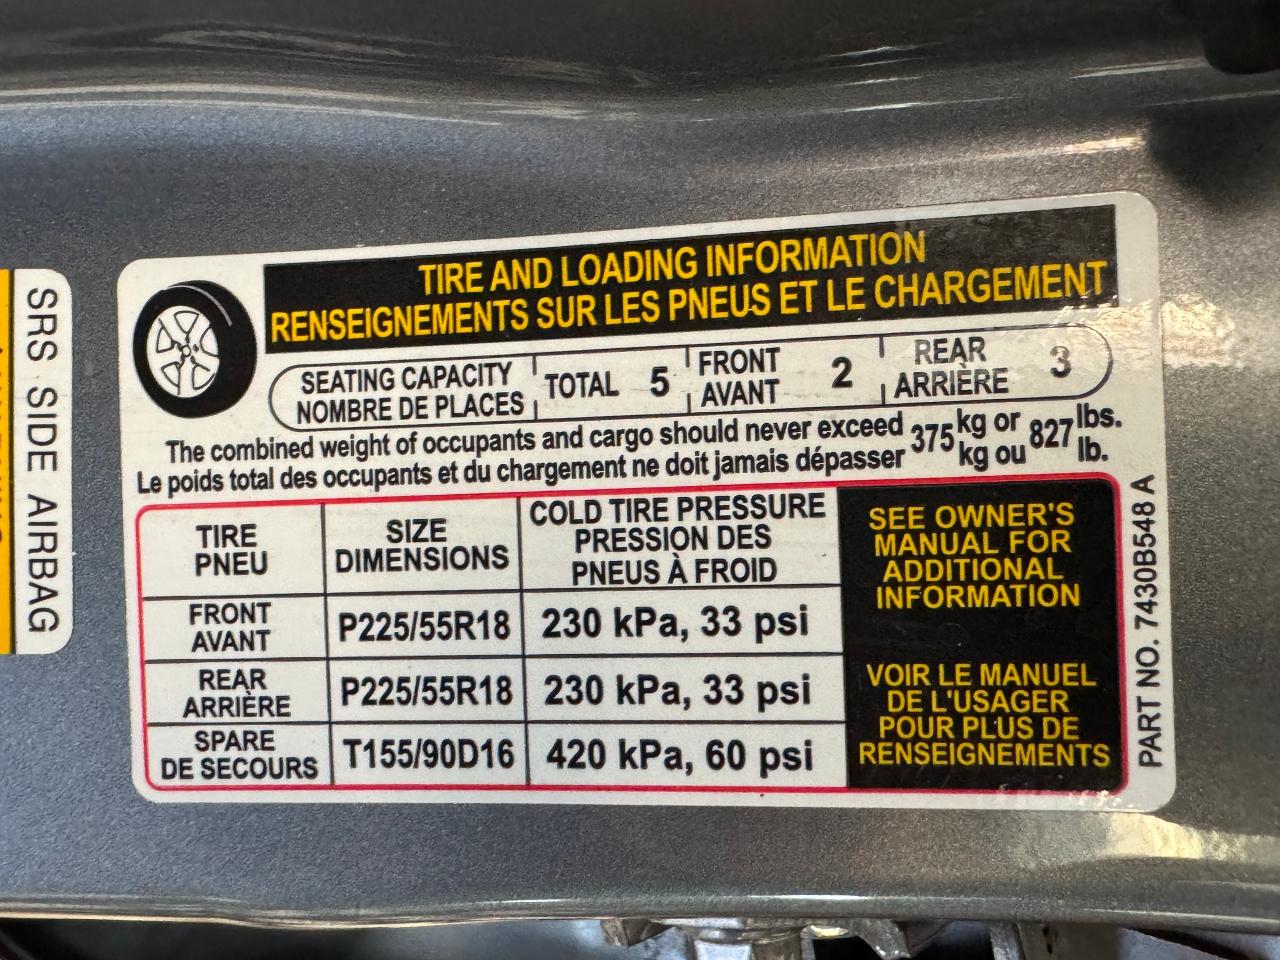 SRS SIDE AIRBAG
TIRE AND LOADING INFORMATION
RENSEIGNEMENTS SUR LES PNEUS ET LE CHARGEMENT
SEATING CAPACITY
NOMBRE DE PLACES
TOTAL 5
FRONT
AVANT
2
REAR
ARRIÈRE
3
The combined weight of occupants and cargo should never exceed 375 kg or 827 lbs.
Le poids total des occupants et du chargement ne doit jamais dépasser kg ou lb.
TIRE
PNEU
SIZE
DIMENSIONS
COLD TIRE PRESSURE
PRESSION DES
PNEUS À FROID
FRONT
AVANT
P225/55R18
230 kPa, 33 psi
REAR
ARRIÈRE
P225/55R18
230 kPa, 33 psi
SPARE
DE SECOURS
T155/90D16
420 kPa, 60 psi
SEE OWNER'S
MANUAL FOR
ADDITIONAL
INFORMATION
VOIR LE MANUEL
DE L'USAGER
POUR PLUS DE
RENSEIGNEMENTS
PART NO. 7430B548 A